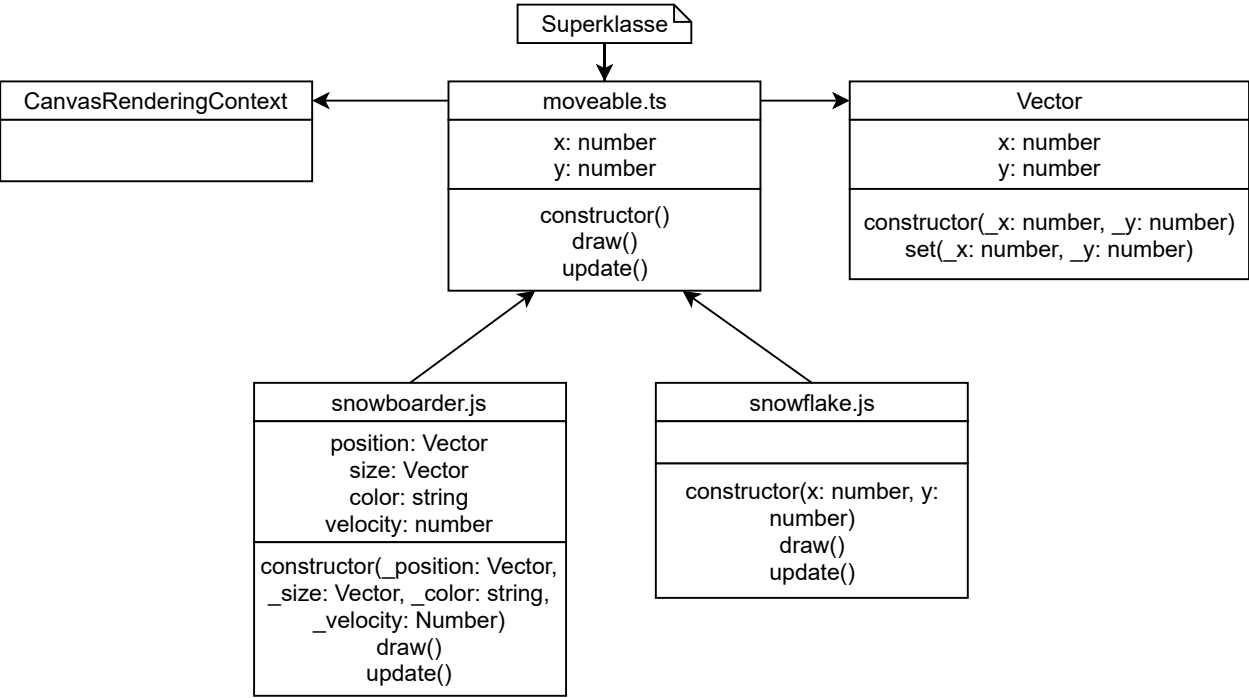 Superklasse
CanvasRenderingContext
moveable.ts
x: number
y: number
constructor()
draw()
update()
Vector
x: number
y: number
constructor(_x: number, _y: number)
set(_x: number, _y: number)
snowboarder.js
position: Vector
size: Vector
color: string
velocity: number
constructor(_position: Vector,
_size: Vector, _color: string,
_velocity: Number)
draw()
update()
snowflake.js
constructor(x: number, y:
number)
draw()
update()